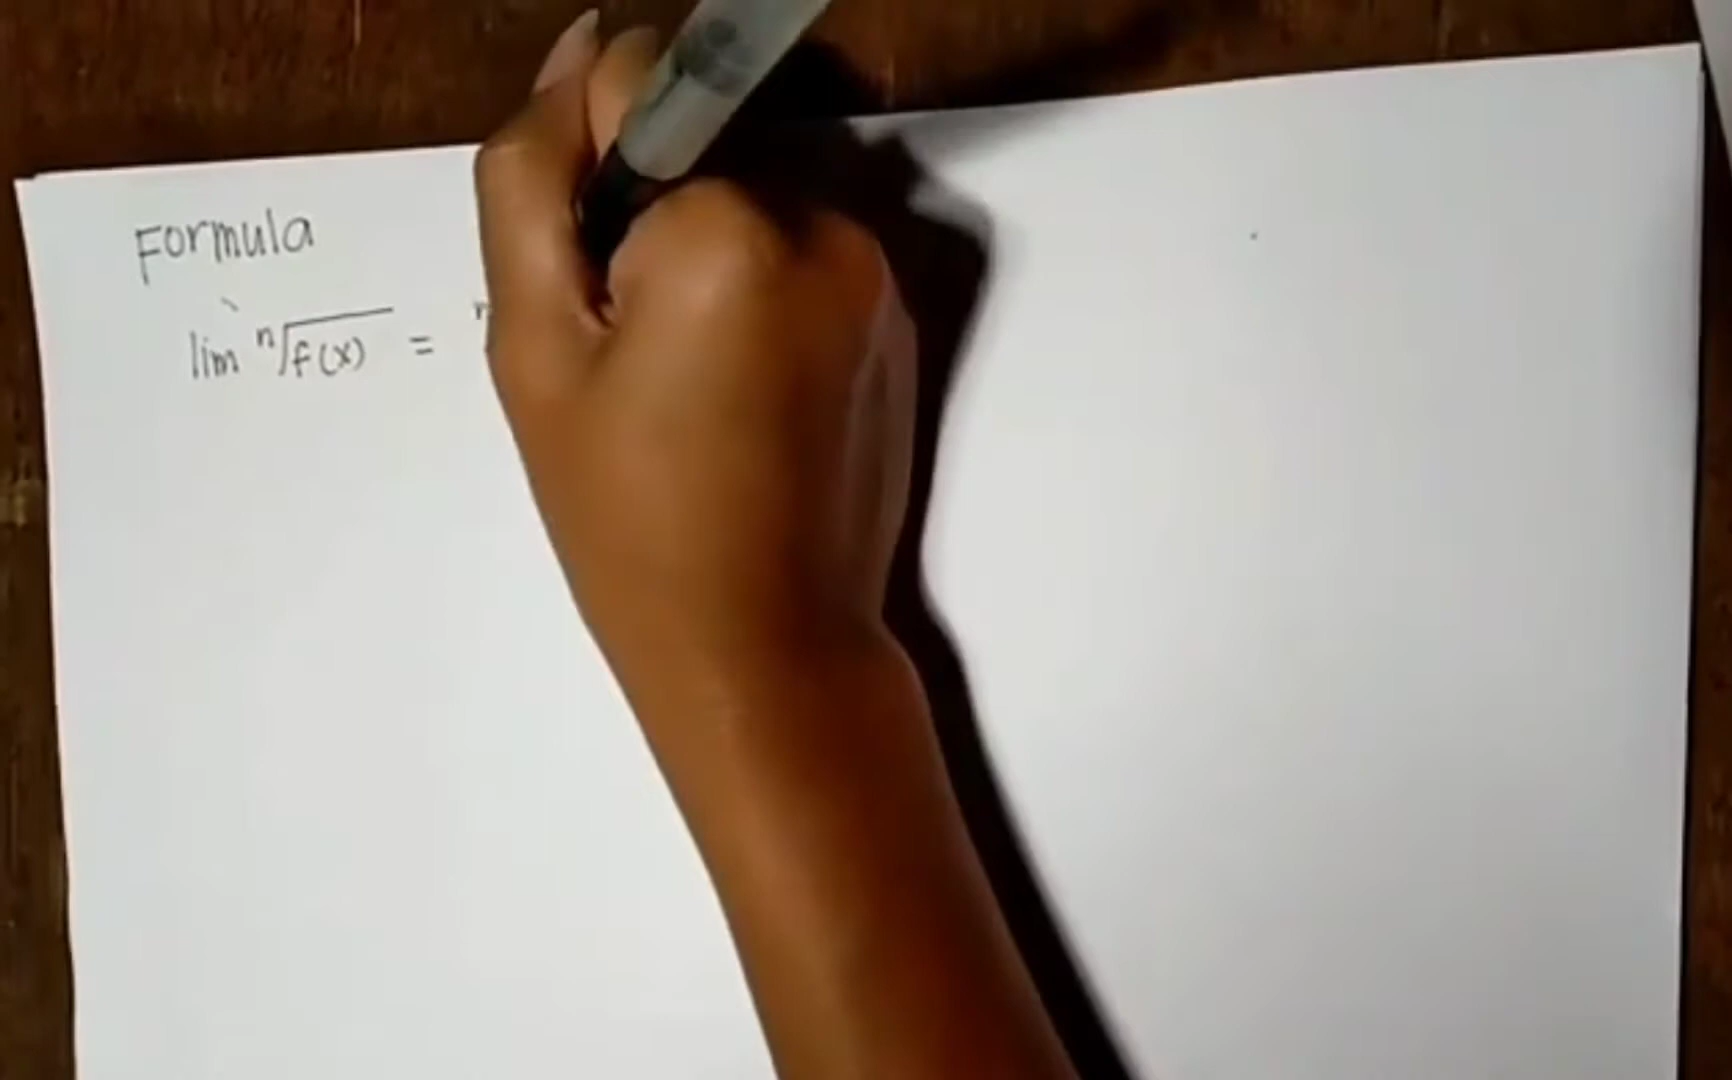 Formula
lim ⁿ√f(x) = n